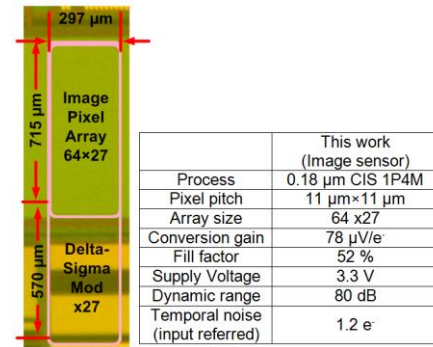 297 µm
715 µm
Image
Pixel
Array
64×27
570 µm
Delta-
Sigma
Mod
x27
This work
(Image sensor)
Process 0.18 µm CIS 1P4M
Pixel pitch 11 µm×11 µm
Array size 64 x27
Conversion gain 78 µV/e-
Fill factor 52 %
Supply Voltage 3.3 V
Dynamic range 80 dB
Temporal noise
(input referred) 1.2 e-